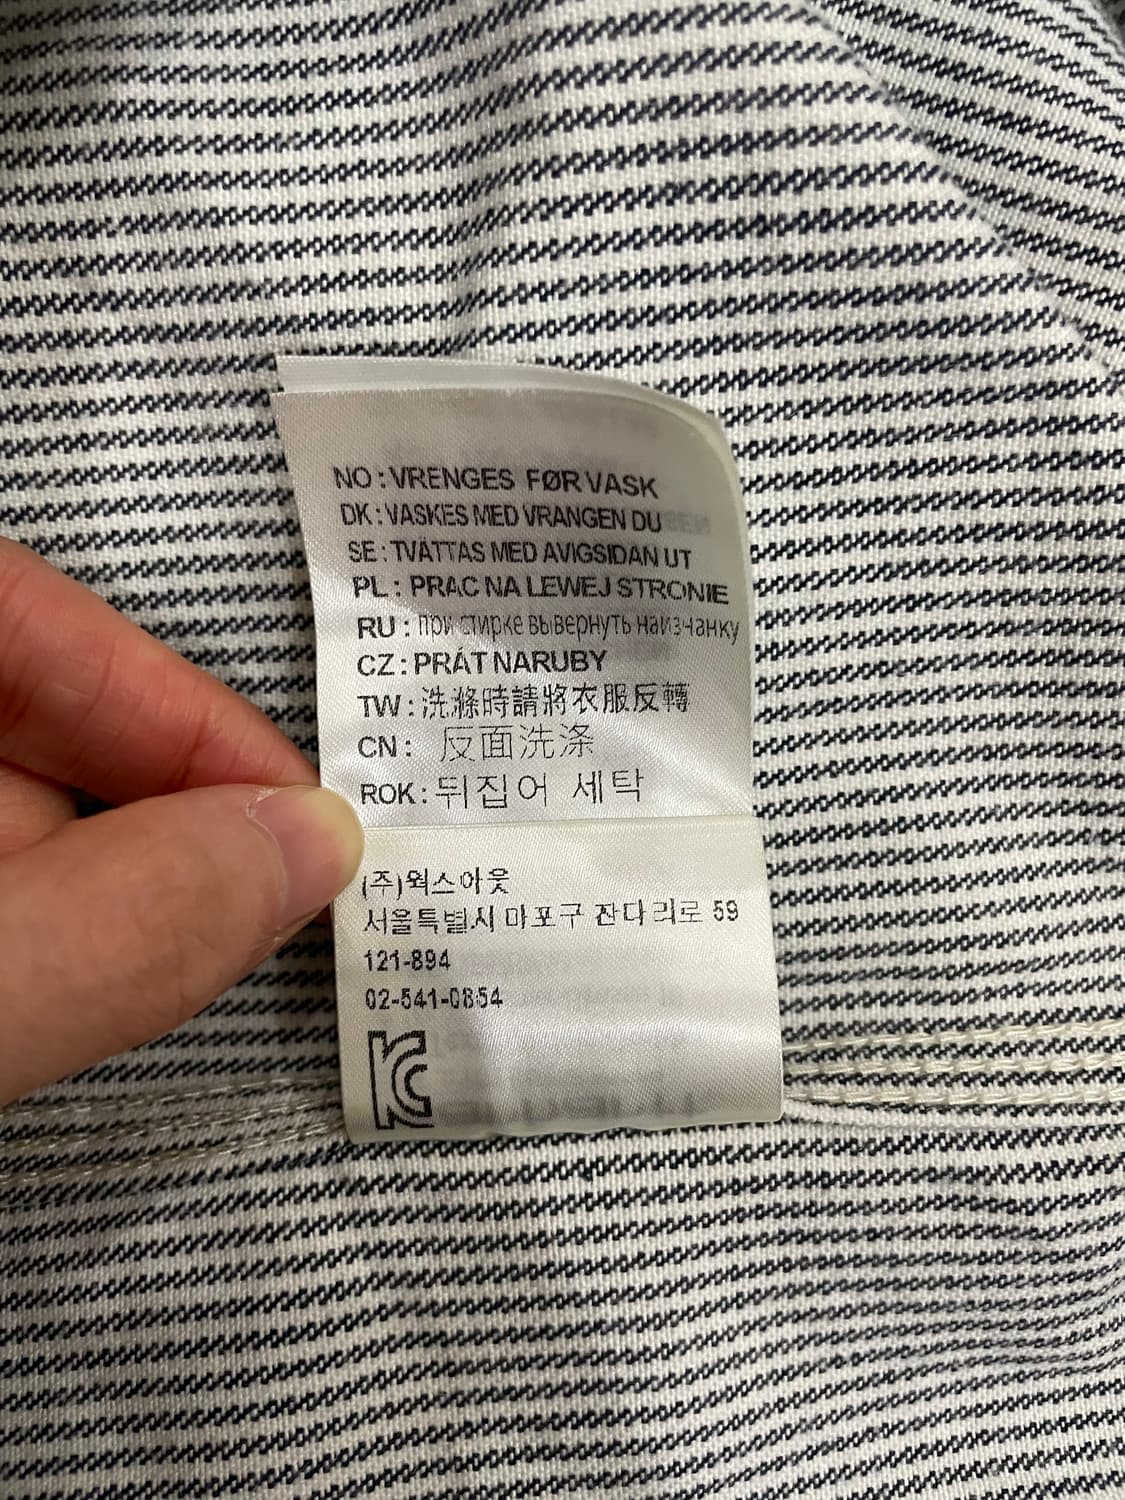 NO : VRENGES FØR VASK
DK : VASKES MED VRANGEN DU
SE : TVÄTTAS MED AVIGSIDAN UT
PL : PRAC NA LEWEJ STRONIE
RU : при стирке вывернуть наизнанку
CZ : PRÁT NARUBY
TW : 洗滌時請將衣服反轉
CN : 反面洗涤
ROK : 뒤집어 세탁
(주)웍스아웃
서울특별시 마포구 잔다리로 59
121-894
02-541-0854